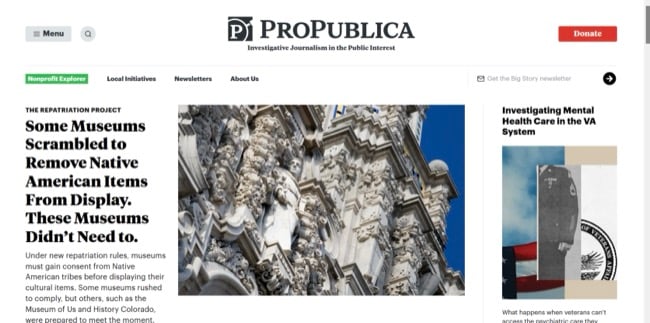 Menu
PROPUBLICA
Investigative Journalism in the Public Interest
Donate
Nonprofit Explorer
Local Initiatives
Newsletters
About Us
Get the Big Story newsletter
THE REPATRIATION PROJECT
Some Museums
Scrambled to
Remove Native
American Items
From Display.
These Museums
Didn’t Need to.
Under new repatriation rules, museums
must gain consent from Native
American tribes before displaying their
cultural items. Some museums rushed
to comply, but others, such as the
Museum of Us and History Colorado,
were prepared to meet the moment.
Investigating Mental
Health Care in the VA
System
What happens when veterans can’t
access the psychiatric care they